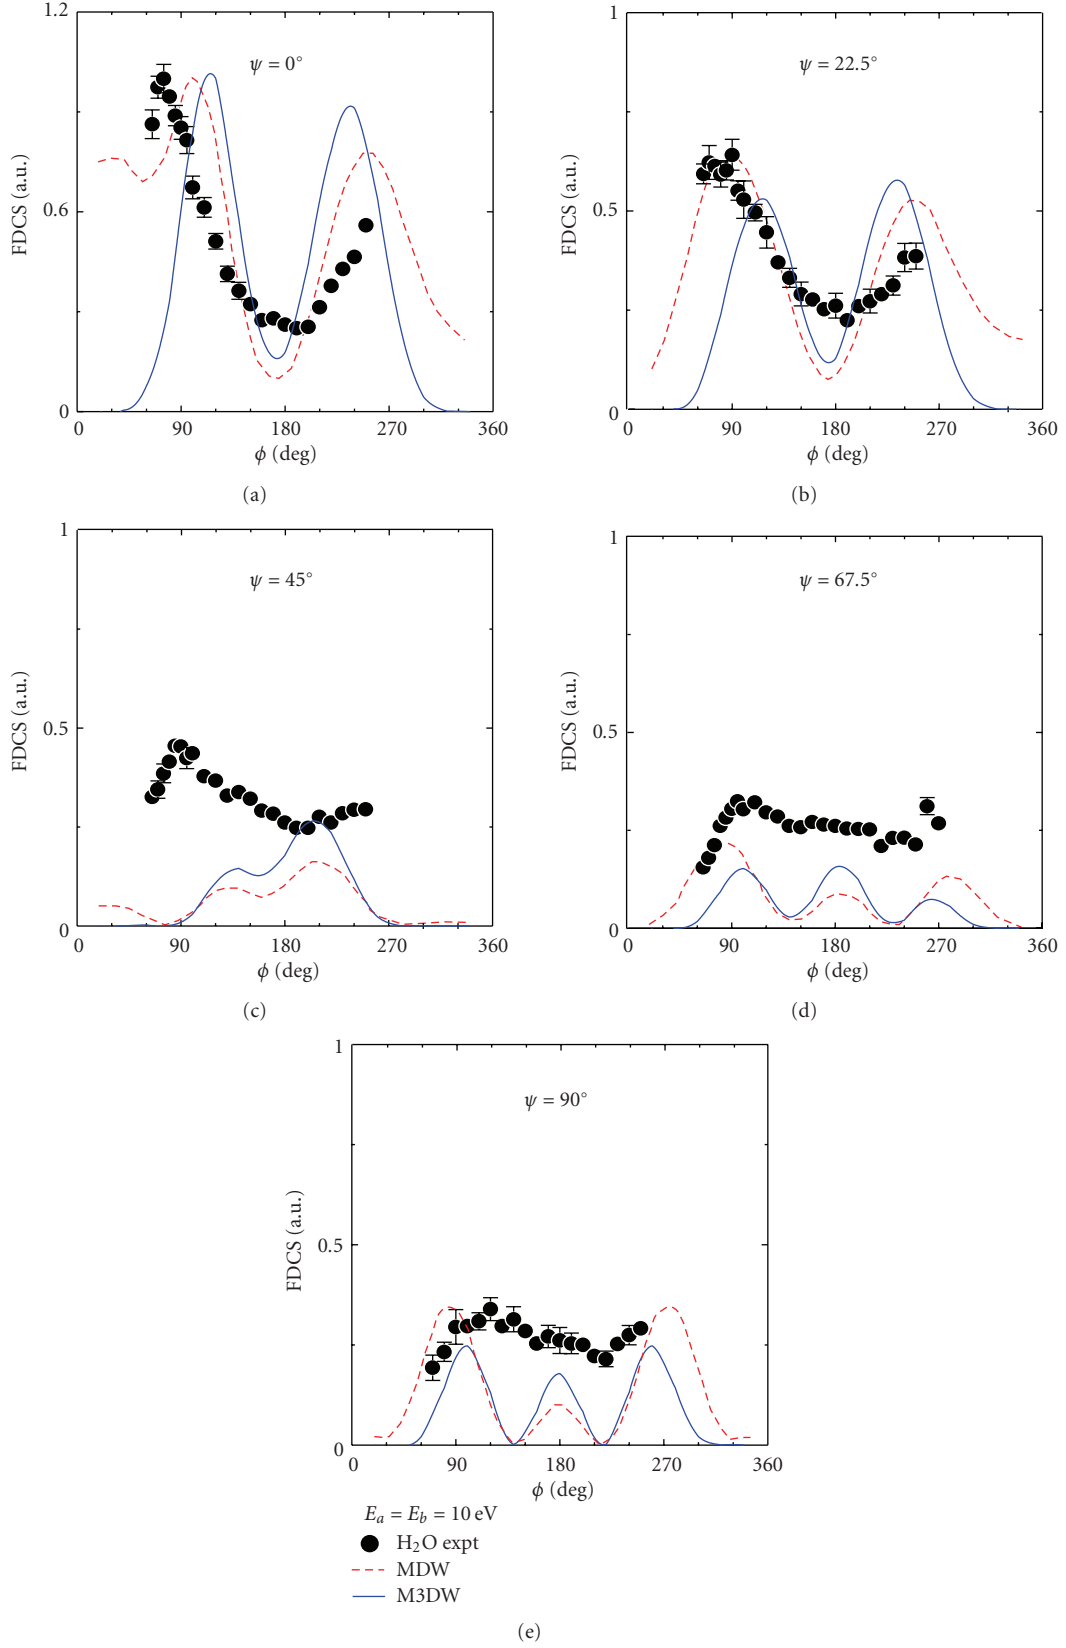 1.2
ψ = 0°
FDCS (a.u.)
0.6
0
0 90 180 270 360
ϕ (deg)
(a)
1
ψ = 22.5°
FDCS (a.u.)
0.5
0
0 90 180 270 360
ϕ (deg)
(b)
1
ψ = 45°
FDCS (a.u.)
0.5
0
0 90 180 270 360
ϕ (deg)
(c)
1
ψ = 67.5°
FDCS (a.u.)
0.5
0
0 90 180 270 360
ϕ (deg)
(d)
1
ψ = 90°
FDCS (a.u.)
0.5
0
0 90 180 270 360
ϕ (deg)
Eₐ = E_b = 10 eV
H₂O expt
MDW
M3DW
(e)